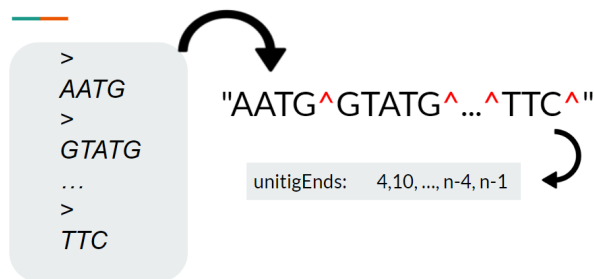 >
AATG
>
GTATG
...
>
TTC
"AATG^GTATG^...^TTC^"
unitigEnds: 4,10, ..., n-4, n-1